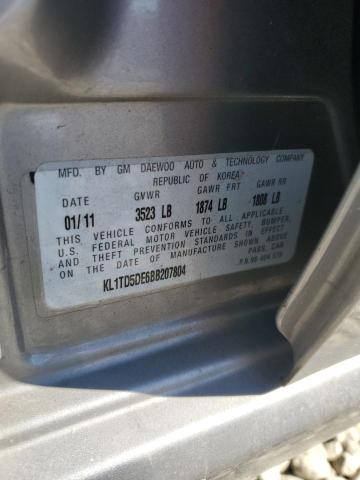 MFD. BY GM DAEWOO AUTO & TECHNOLOGY COMPANY
REPUBLIC OF KOREA
DATE GVWR GAWR FRT GAWR RR
01/11 3523 LB 1874 LB 1808 LB
THIS VEHICLE CONFORMS TO ALL APPLICABLE
U.S. FEDERAL MOTOR VEHICLE SAFETY, BUMPER,
AND THEFT PREVENTION STANDARDS IN EFFECT
ON THE DATE OF MANUFACTURE SHOWN ABOVE.
PASS CAR
KL1TD5DE6BB207804